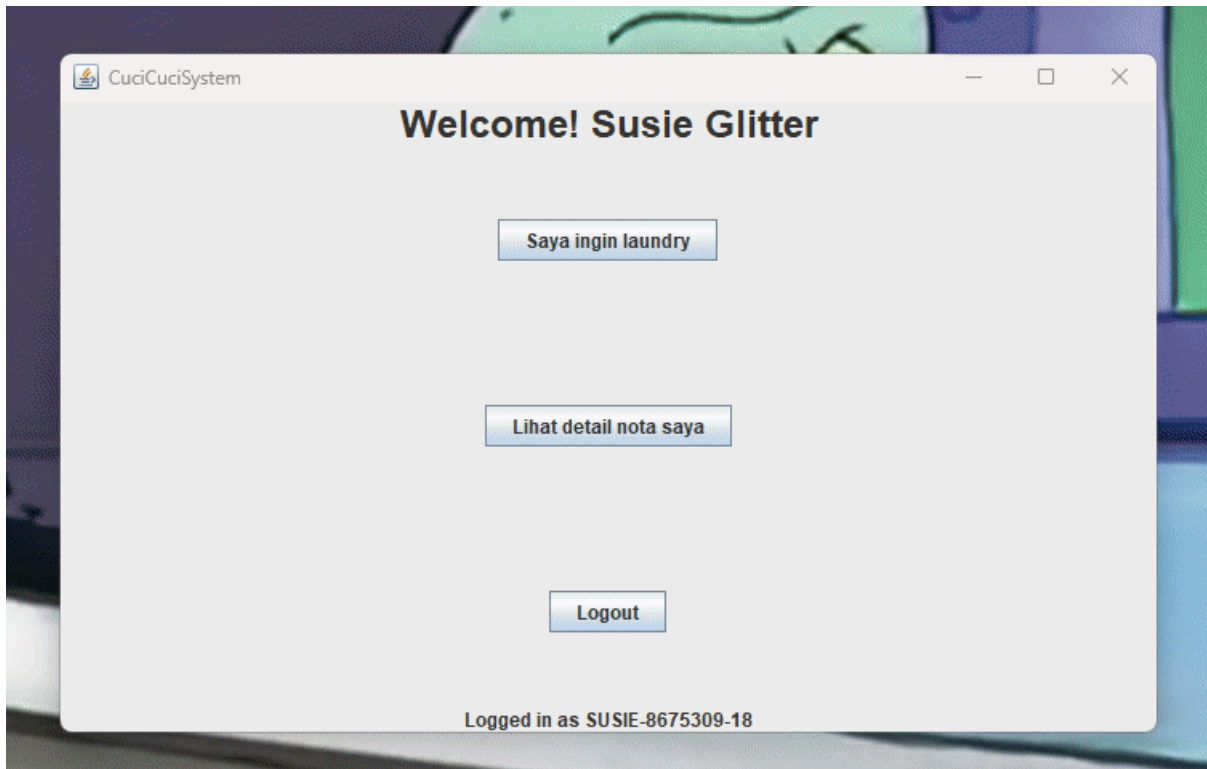 CuciCuciSystem
Welcome! Susie Glitter
Saya ingin laundry
Lihat detail nota saya
Logout
Logged in as SUSIE-8675309-18